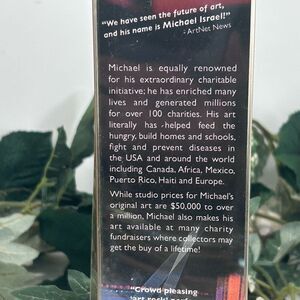 "We have seen the future of art,
and his name is Michael Israel!"
- ArtNet News
Michael is equally renowned
for his extraordinary charitable
initiative; he has enriched many
lives and generated millions
for over 100 charities. His art
literally has helped feed the
hungry, build homes and schools,
fight and prevent diseases in
the USA and around the world
including Canada, Africa, Mexico,
Puerto Rico, Haiti and Europe.
While studio prices for Michael's
original art are $50,000 to over
a million, Michael also makes his
art available at many charity
fundraisers where collectors may
get the buy of a lifetime!
"Crowd pleasing
'art rock'